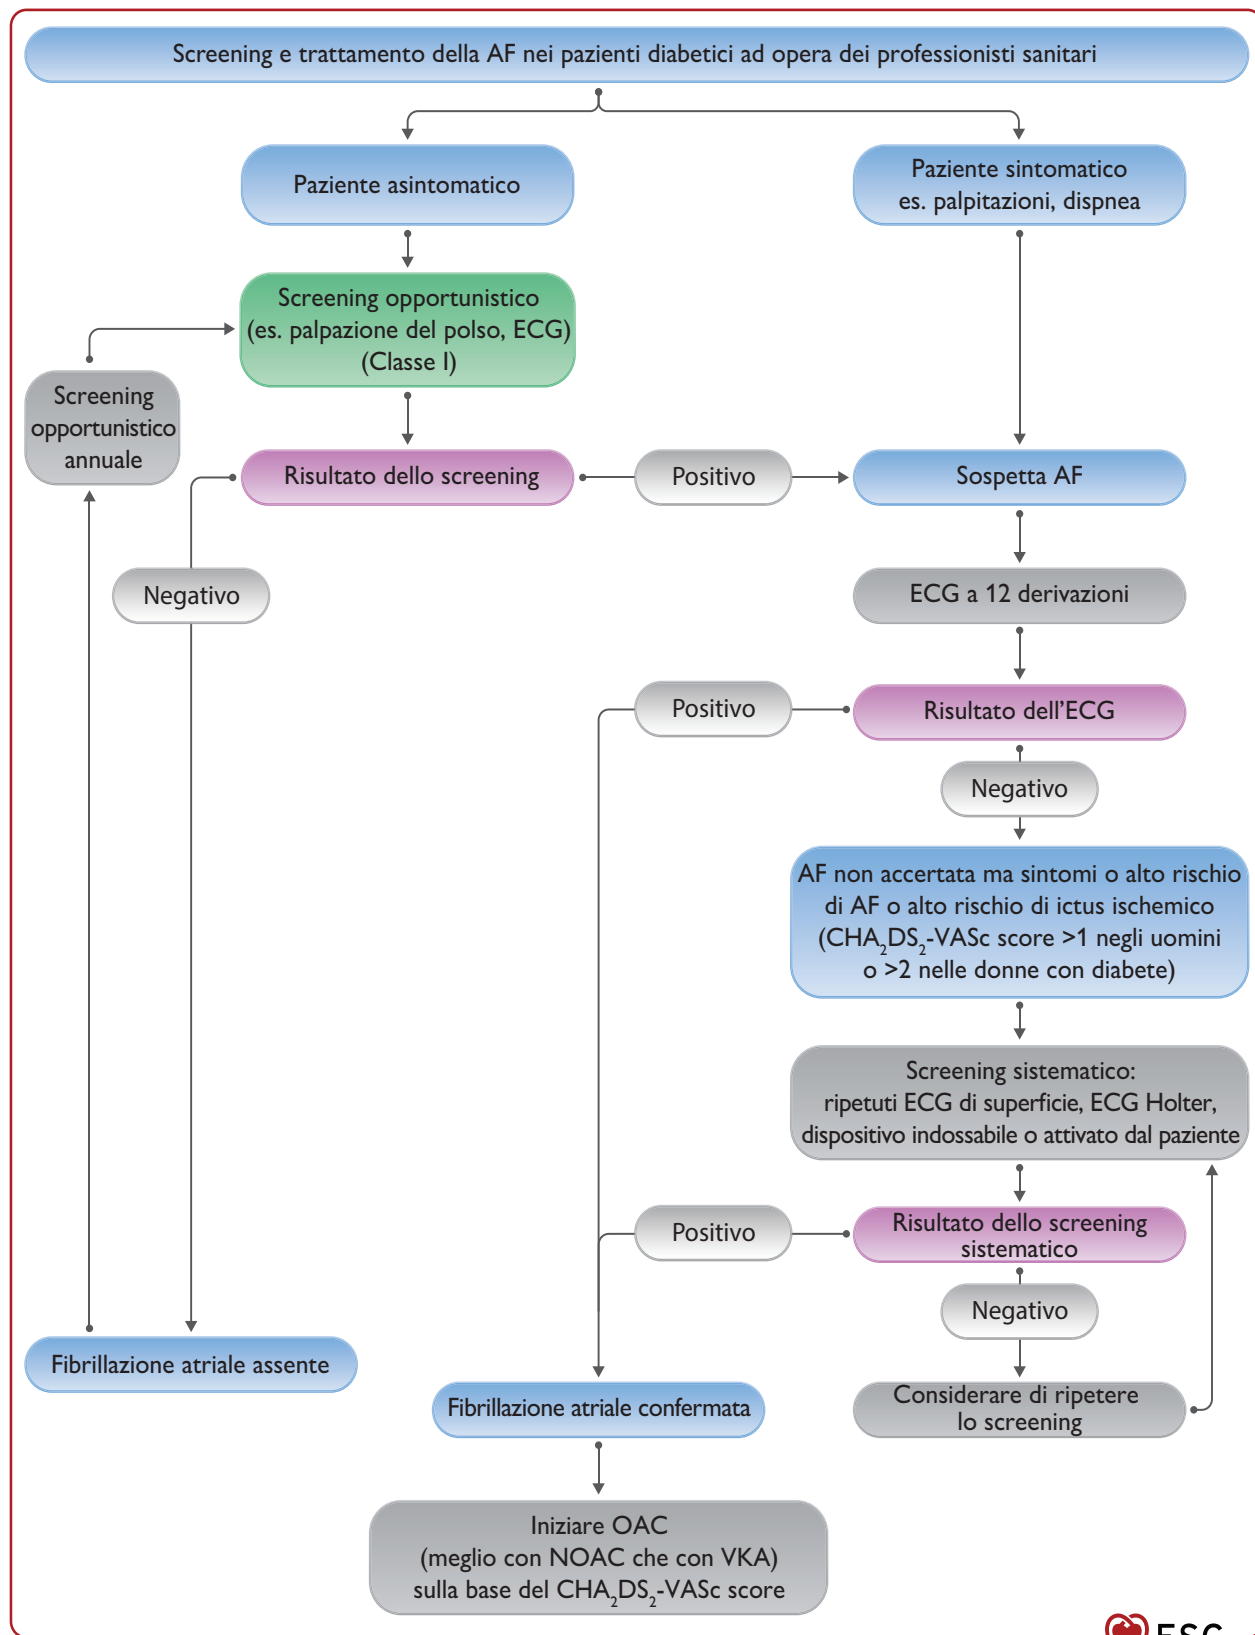 Screening e trattamento della AF nei pazienti diabetici ad opera dei professionisti sanitari
Paziente asintomatico
Paziente sintomatico
es. palpitazioni, dispnea
Screening opportunistico
(es. palpazione del polso, ECG)
(Classe I)
Screening
opportunistico
annuale
Risultato dello screening
Positivo
Sospetta AF
Negativo
ECG a 12 derivazioni
Positivo
Risultato dell’ECG
Negativo
AF non accertata ma sintomi o alto rischio
di AF o alto rischio di ictus ischemico
(CHA₂DS₂-VASc score >1 negli uomini
o >2 nelle donne con diabete)
Screening sistematico:
ripetuti ECG di superficie, ECG Holter,
dispositivo indossabile o attivato dal paziente
Positivo
Risultato dello screening
sistematico
Negativo
Fibrillazione atriale assente
Considerare di ripetere
lo screening
Fibrillazione atriale confermata
Iniziare OAC
(meglio con NOAC che con VKA)
sulla base del CHA₂DS₂-VASc score
ESC